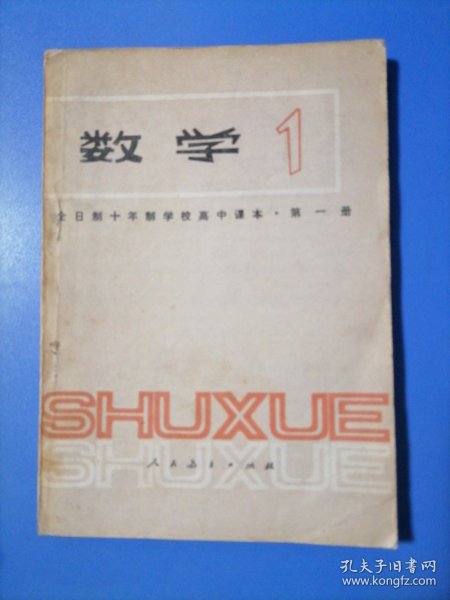 数学 1
全日制十年制学校高中课本·第一册
SHUXUE
SHUXUE
人民教育出版社
孔夫子旧书网
www.kongfz.com